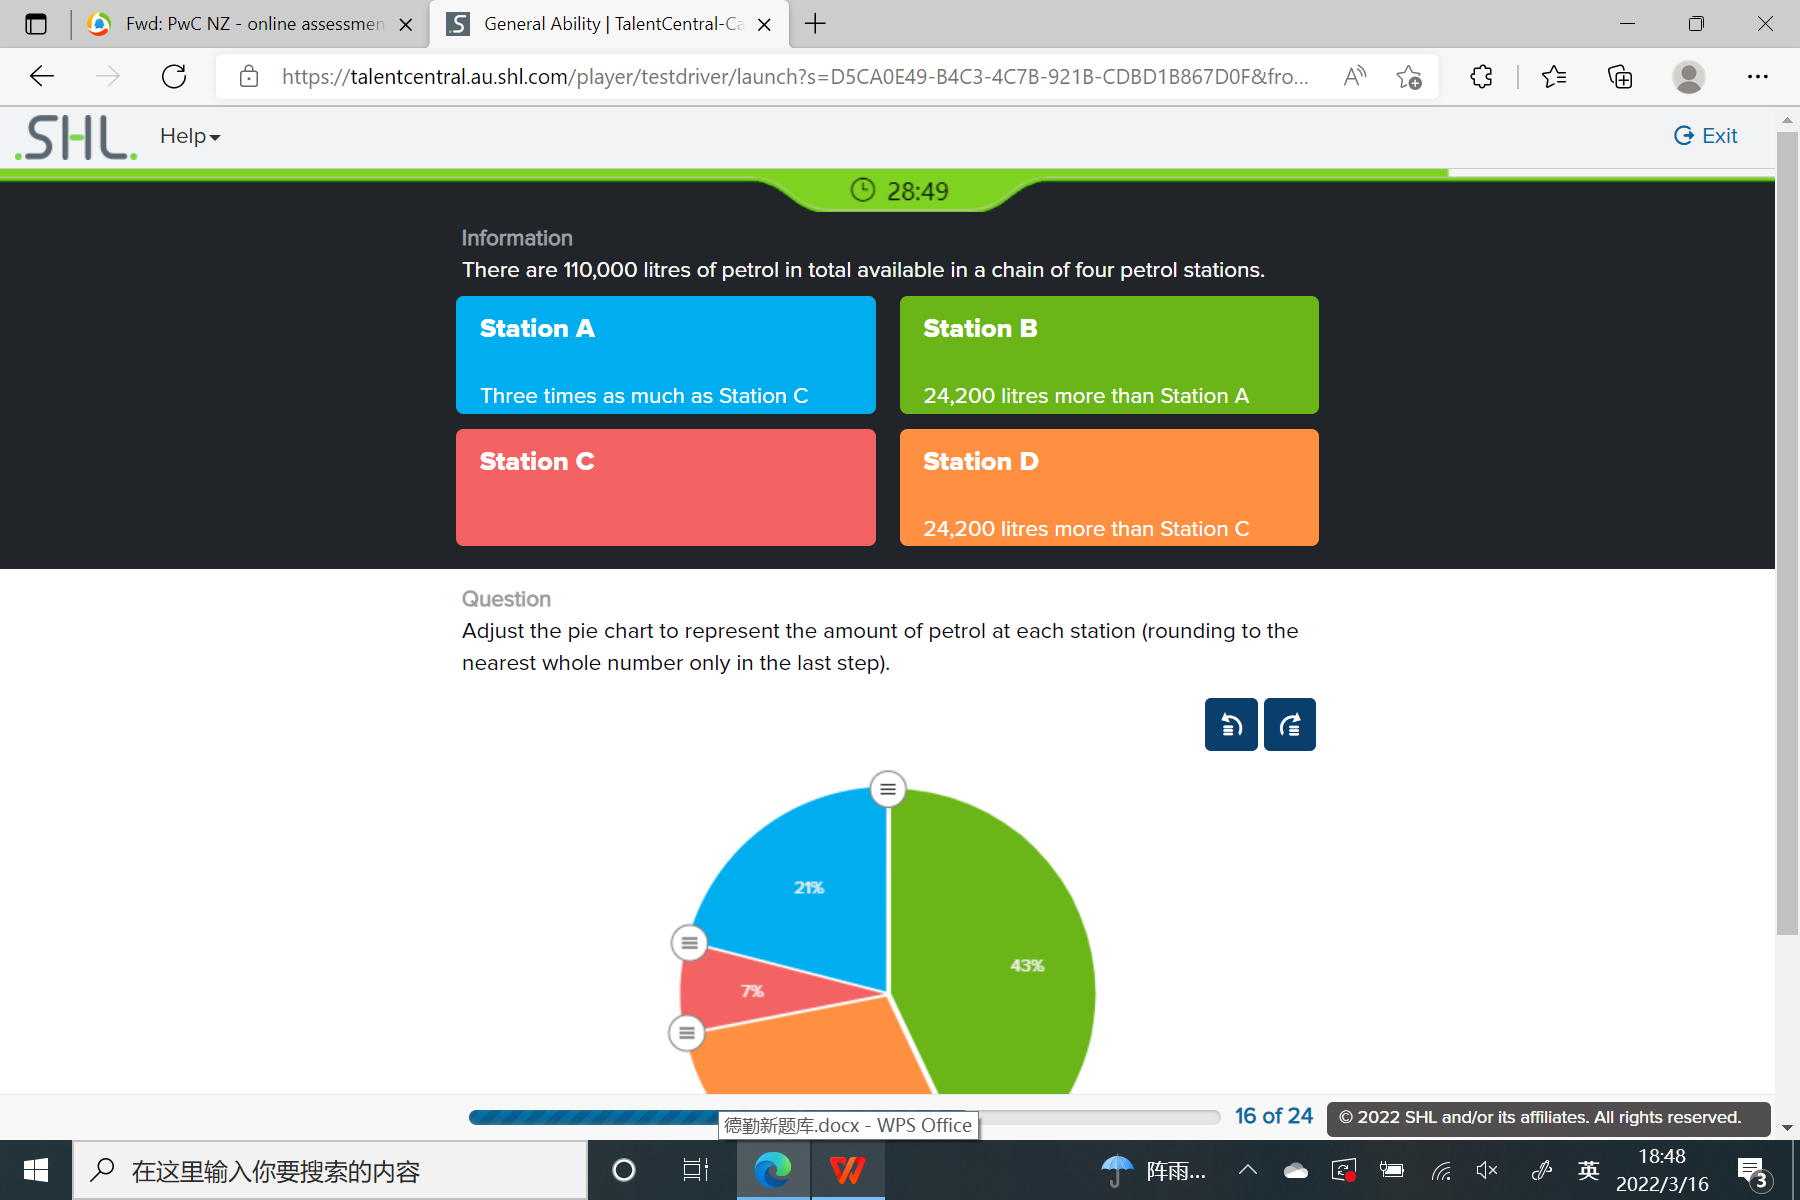 Fwd: PwC NZ - online assessmen
General Ability | TalentCentral-Ca
https://talentcentral.au.shl.com/player/testdriver/launch?s=D5CA0E49-B4C3-4C7B-921B-CDBD1B867D0F&fro...
.SHL.
Help
Exit
28:49
Information
There are 110,000 litres of petrol in total available in a chain of four petrol stations.
Station A
Three times as much as Station C
Station B
24,200 litres more than Station A
Station C
Station D
24,200 litres more than Station C
Question
Adjust the pie chart to represent the amount of petrol at each station (rounding to the
nearest whole number only in the last step).
21%
43%
7%
16 of 24
© 2022 SHL and/or its affiliates. All rights reserved.
德勤新题库.docx - WPS Office
在这里输入你要搜索的内容
阵雨...
英
18:48
2022/3/16
3